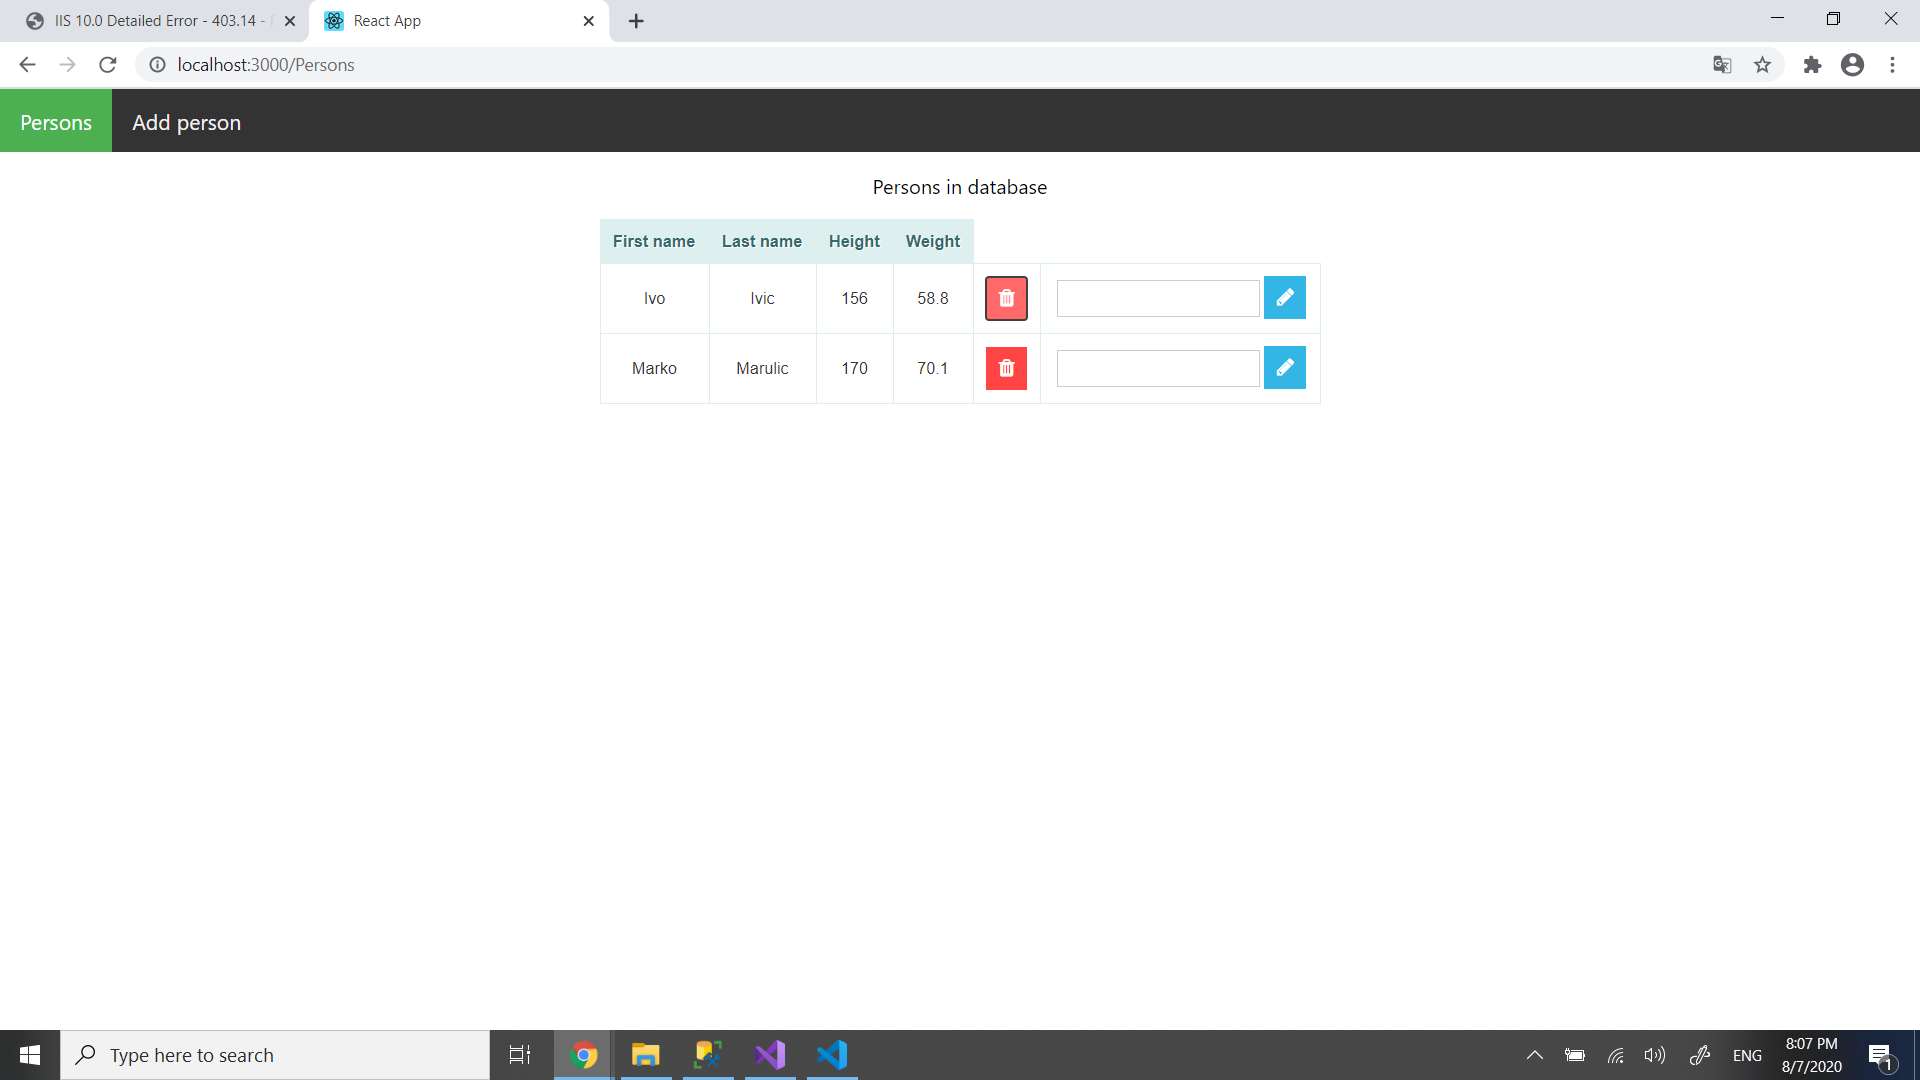 IIS 10.0 Detailed Error - 403.14 -
React App
localhost:3000/Persons
Persons
Add person
Persons in database
First name Last name Height Weight
Ivo Ivic 156 58.8
Marko Marulic 170 70.1
Type here to search
ENG
8:07 PM
8/7/2020
1